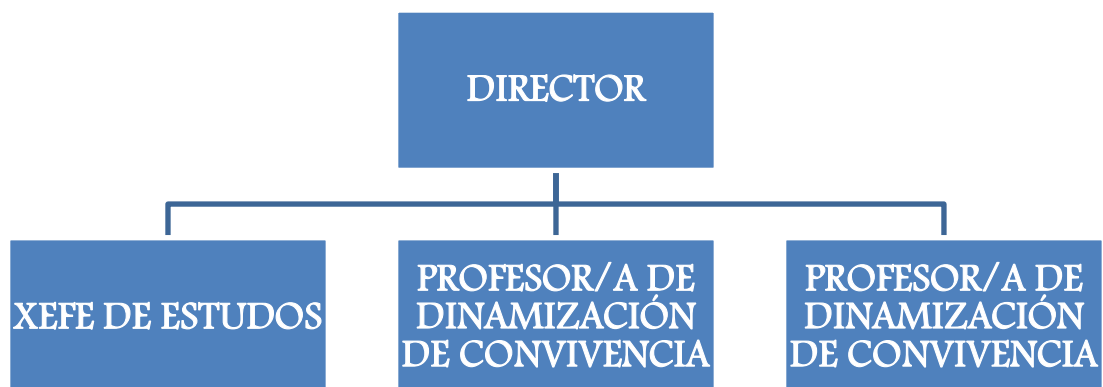 DIRECTOR
XEFE DE ESTUDOS
PROFESOR/A DE
DINAMIZACIÓN
DE CONVIVENCIA
PROFESOR/A DE
DINAMIZACIÓN
DE CONVIVENCIA